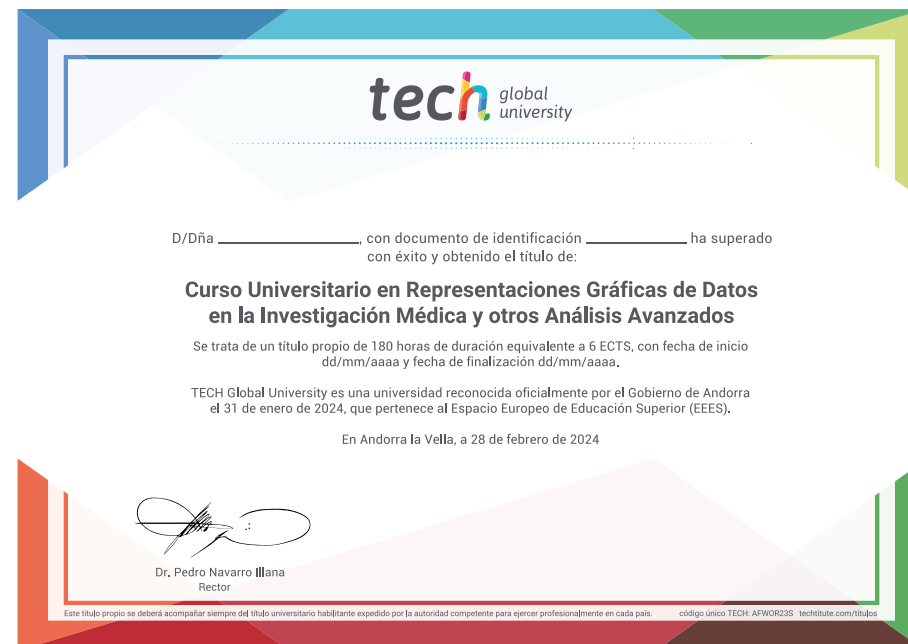 tech global
university
D/Dña ____________________, con documento de identificación ______________ ha superado
con éxito y obtenido el título de:
Curso Universitario en Representaciones Gráficas de Datos
en la Investigación Médica y otros Análisis Avanzados
Se trata de un título propio de 180 horas de duración equivalente a 6 ECTS, con fecha de inicio
dd/mm/aaaa y fecha de finalización dd/mm/aaaa.
TECH Global University es una universidad reconocida oficialmente por el Gobierno de Andorra
el 31 de enero de 2024, que pertenece al Espacio Europeo de Educación Superior (EEES).
En Andorra la Vella, a 28 de febrero de 2024
Dr. Pedro Navarro Illana
Rector
Este título propio se deberá acompañar siempre del título universitario habilitante expedido por la autoridad competente para ejercer profesionalmente en cada país. código único TECH: AFWOR23S techtitute.com/titulos